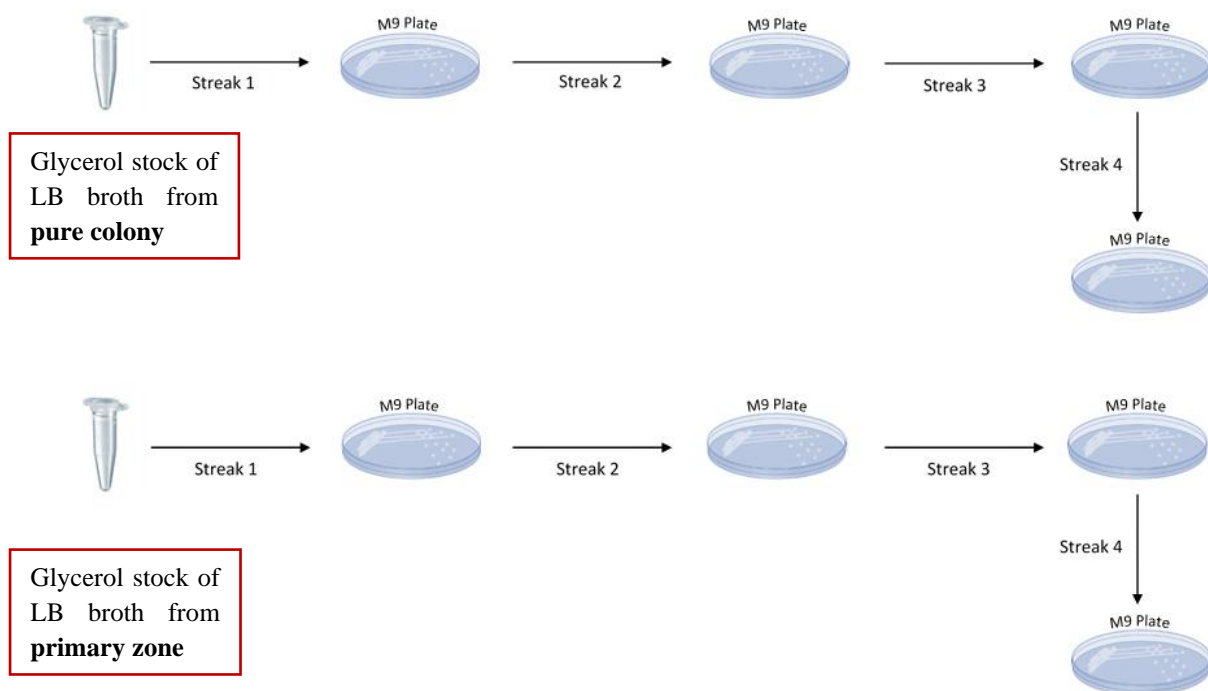 M9 Plate
M9 Plate
M9 Plate
Streak 1
Streak 2
Streak 3
Glycerol stock of
LB broth from
pure colony
Streak 4
M9 Plate
M9 Plate
M9 Plate
M9 Plate
Streak 1
Streak 2
Streak 3
Glycerol stock of
LB broth from
primary zone
Streak 4
M9 Plate